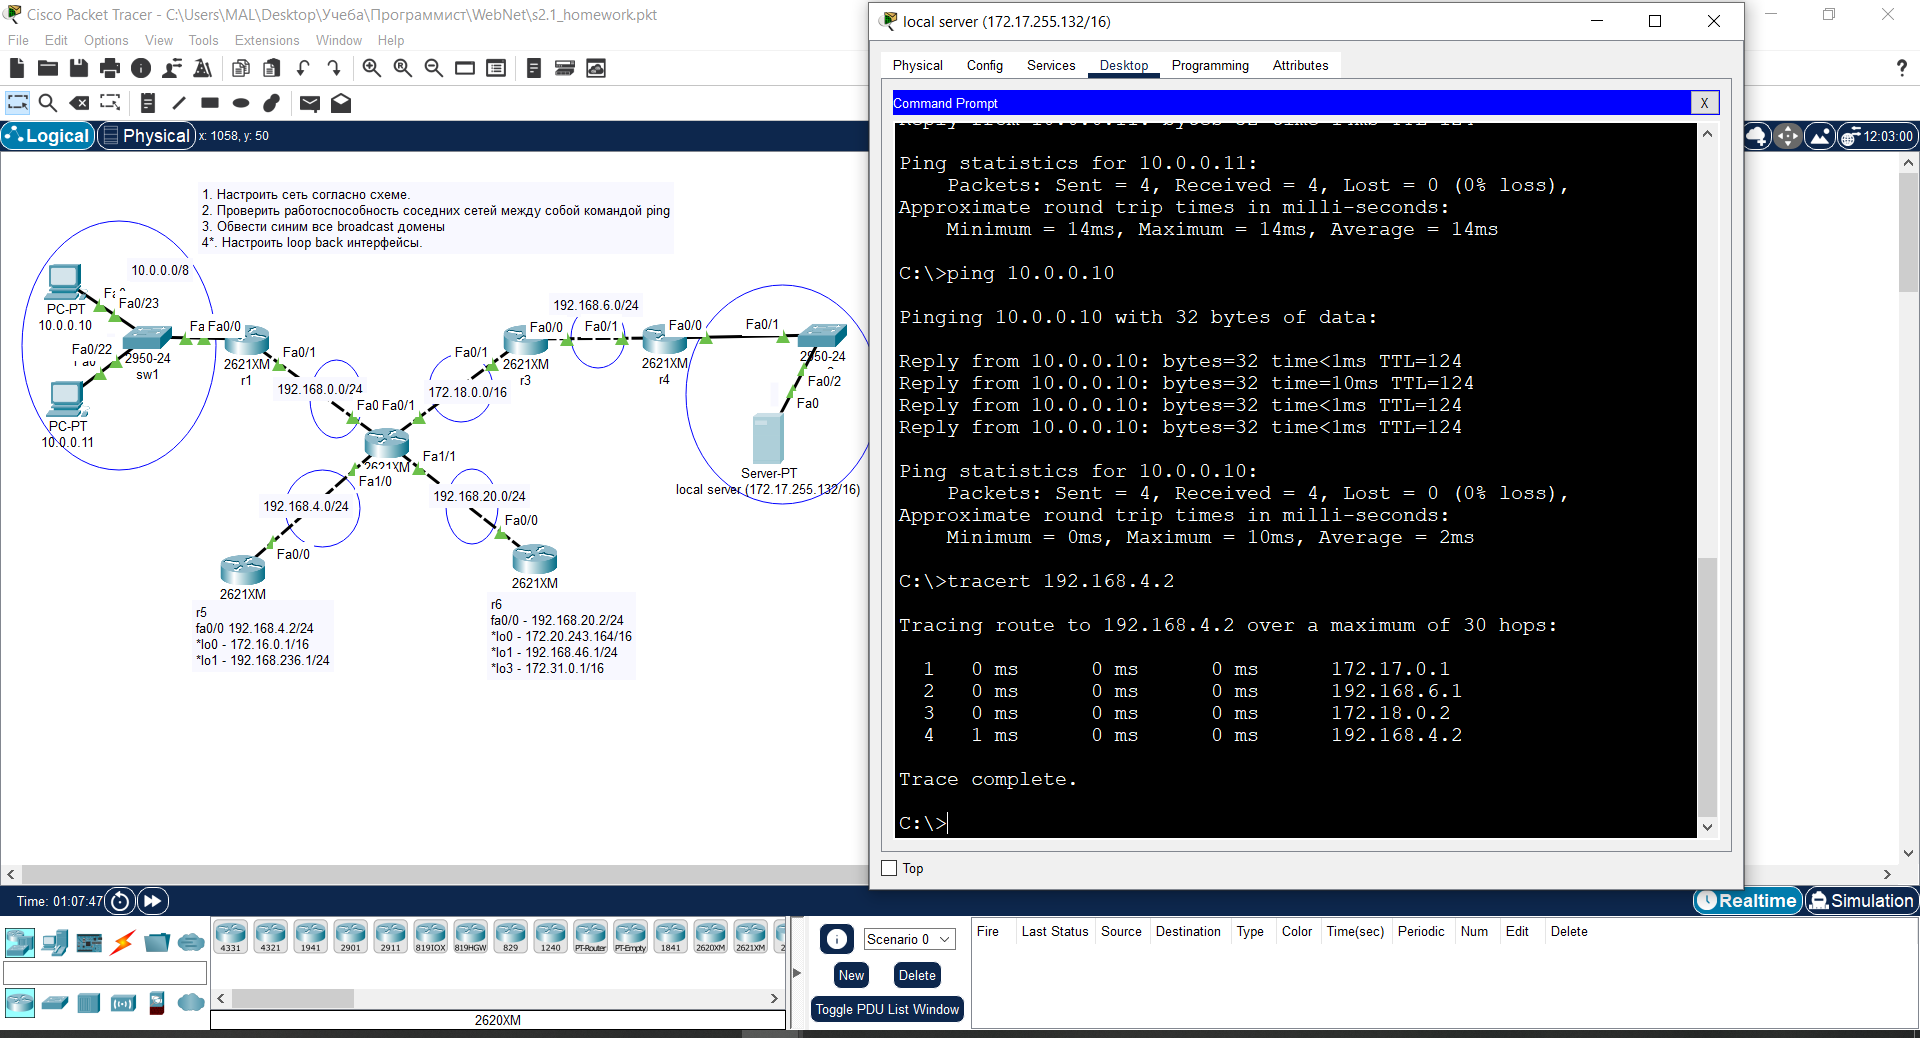 Cisco Packet Tracer - C:\Users\MAL\Desktop\Учеба\Программист\WebNet\s2.1_homework.pkt
File Edit Options View Tools Extensions Window Help
Logical Physical x: 1058, y: 50
12:03:00
1. Настроить сеть согласно схеме.
2. Проверить работоспособность соседних сетей между собой командой ping
3. Обвести синим все broadcast домены
4*. Настроить loop back интерфейсы.
10.0.0.0/8
Fa0/23
PC-PT
10.0.0.10
Fa0/22
PC-PT
10.0.0.11
2950-24
sw1
Fa Fa0/0
2621XM
r1
Fa0/1
192.168.0.0/24
Fa0 Fa0/1
172.18.0.0/16
Fa0/1
2621XM
r3
Fa0/0
192.168.6.0/24
Fa0/1
2621XM
r4
Fa0/0
Fa0/1
2950-24
Fa0/2
Fa0
Server-PT
local server (172.17.255.132/16)
2621XM
Fa1/1
Fa1/0
192.168.4.0/24
192.168.20.0/24
Fa0/0
Fa0/0
2621XM
2621XM
r5
fa0/0 192.168.4.2/24
*lo0 - 172.16.0.1/16
*lo1 - 192.168.236.1/24
r6
fa0/0 - 192.168.20.2/24
*lo0 - 172.20.243.164/16
*lo1 - 192.168.46.1/24
*lo3 - 172.31.0.1/16
local server (172.17.255.132/16)
Physical Config Services Desktop Programming Attributes
Command Prompt X
Ping statistics for 10.0.0.11:
Packets: Sent = 4, Received = 4, Lost = 0 (0% loss),
Approximate round trip times in milli-seconds:
Minimum = 14ms, Maximum = 14ms, Average = 14ms
C:\>ping 10.0.0.10
Pinging 10.0.0.10 with 32 bytes of data:
Reply from 10.0.0.10: bytes=32 time<1ms TTL=124
Reply from 10.0.0.10: bytes=32 time=10ms TTL=124
Reply from 10.0.0.10: bytes=32 time<1ms TTL=124
Reply from 10.0.0.10: bytes=32 time<1ms TTL=124
Ping statistics for 10.0.0.10:
Packets: Sent = 4, Received = 4, Lost = 0 (0% loss),
Approximate round trip times in milli-seconds:
Minimum = 0ms, Maximum = 10ms, Average = 2ms
C:\>tracert 192.168.4.2
Tracing route to 192.168.4.2 over a maximum of 30 hops:
1 0 ms 0 ms 0 ms 172.17.0.1
2 0 ms 0 ms 0 ms 192.168.6.1
3 0 ms 0 ms 0 ms 172.18.0.2
4 1 ms 0 ms 0 ms 192.168.4.2
Trace complete.
C:\>
Top
Time: 01:07:47
Realtime Simulation
4331 4321 1941 2901 2911 819IOX 819HGW 829 1240 PT-Router PT-Empty 1841 2620XM 2621XM
2620XM
Scenario 0
New Delete
Toggle PDU List Window
Fire Last Status Source Destination Type Color Time(sec) Periodic Num Edit Delete